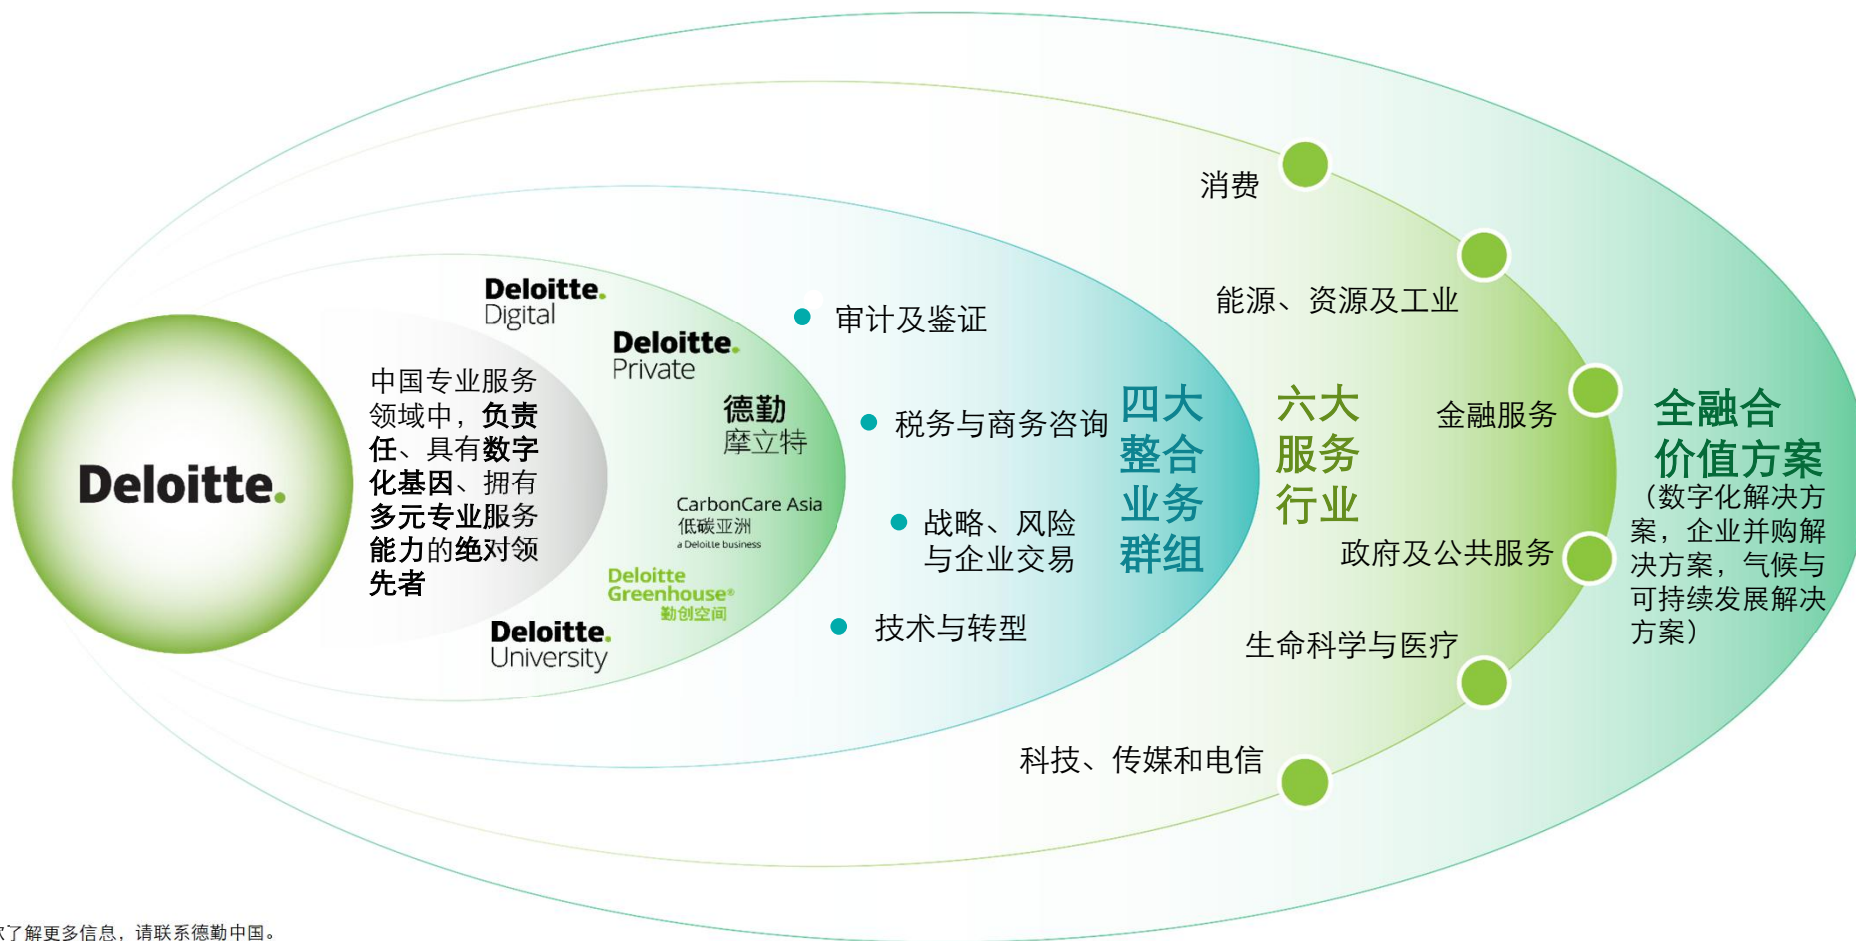 Deloitte.
中国专业服务
领域中，负责
任、具有数字
化基因、拥有
多元专业服务
能力的绝对领
先者
Deloitte.
Digital
Deloitte.
Private
德勤
摩立特
CarbonCare Asia
低碳亚洲
a Deloitte business
Deloitte
Greenhouse®
勤创空间
Deloitte.
University
审计及鉴证
税务与商务咨询
战略、风险
与企业交易
技术与转型
四大
整合
业务
群组
六大
服务
行业
消费
能源、资源及工业
金融服务
政府及公共服务
生命科学与医疗
科技、传媒和电信
全融合
价值方案
（数字化解决方
案，企业并购解
决方案，气候与
可持续发展解决
方案）
欲了解更多信息，请联系德勤中国。